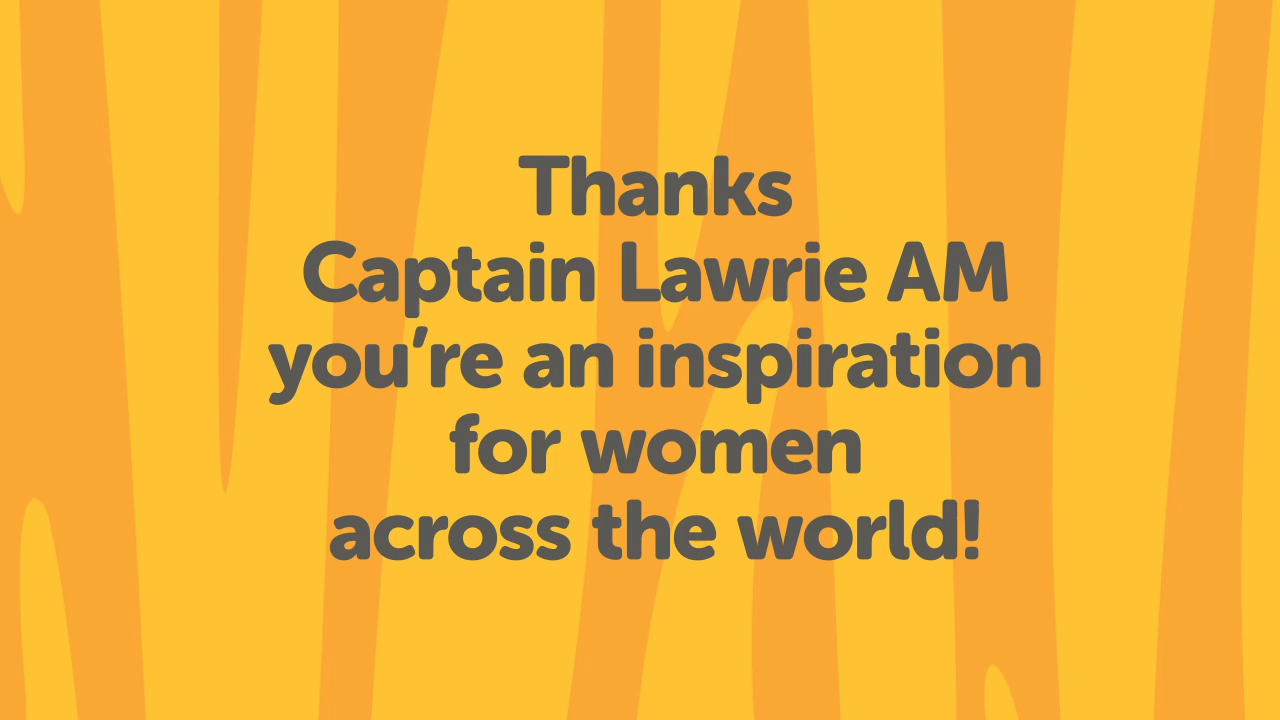 Thanks
Captain Lawrie AM
you’re an inspiration
for women
across the world!